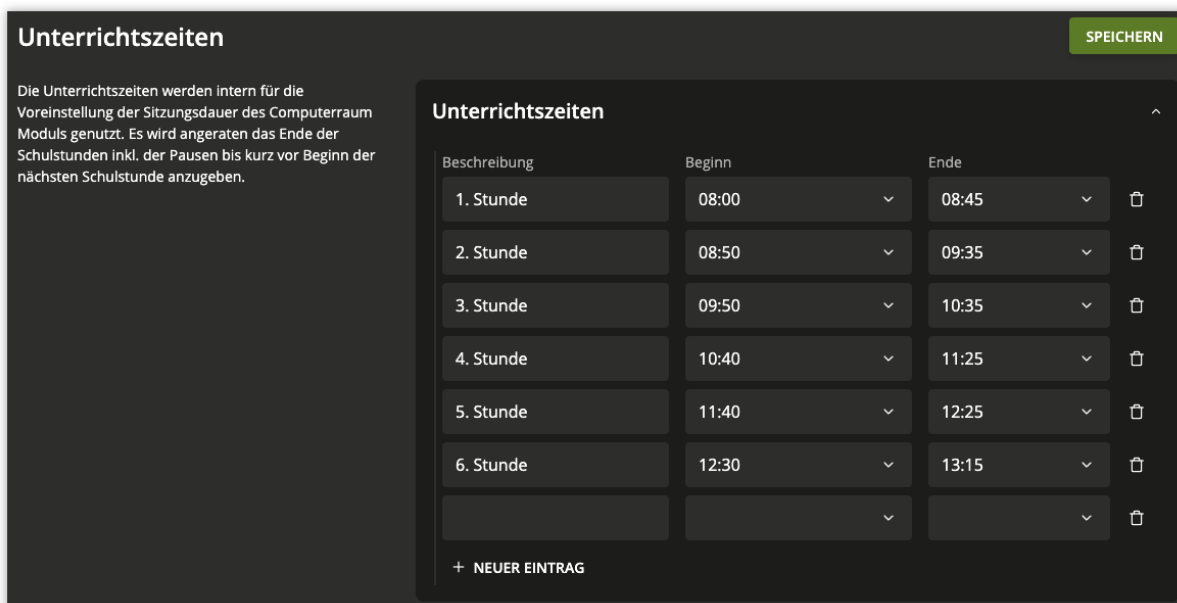 Unterrichtszeiten
SPEICHERN
Die Unterrichtszeiten werden intern für die
Voreinstellung der Sitzungsdauer des Computerraum
Moduls genutzt. Es wird angeraten das Ende der
Schulstunden inkl. der Pausen bis kurz vor Beginn der
nächsten Schulstunde anzugeben.
Unterrichtszeiten
Beschreibung Beginn Ende
1. Stunde 08:00 08:45
2. Stunde 08:50 09:35
3. Stunde 09:50 10:35
4. Stunde 10:40 11:25
5. Stunde 11:40 12:25
6. Stunde 12:30 13:15
+ NEUER EINTRAG